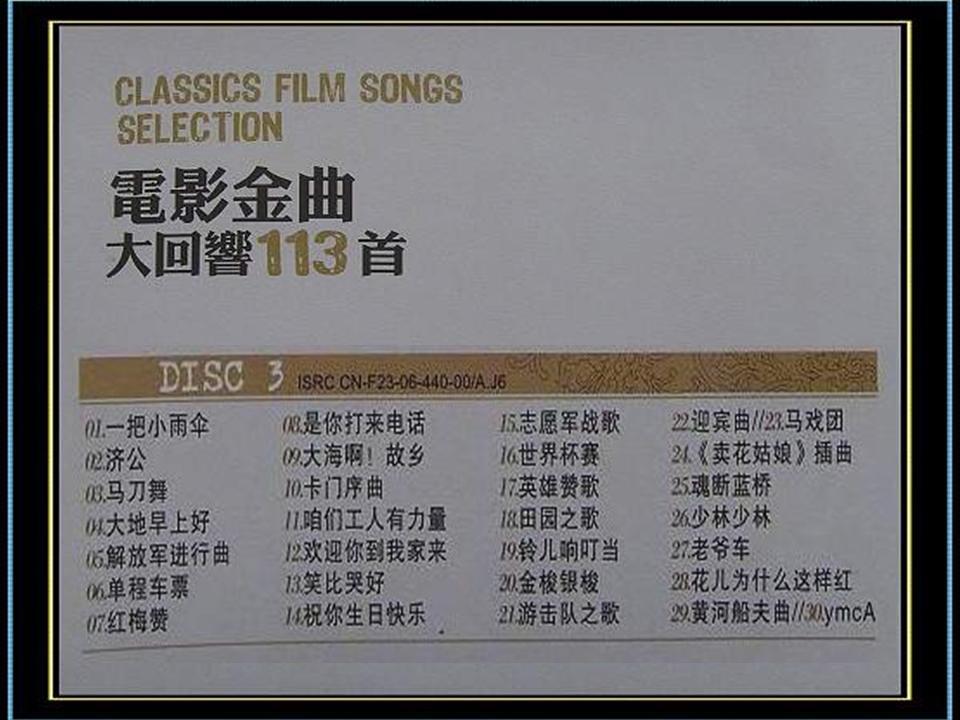 CLASSICS FILM SONGS
SELECTION
電影金曲
大回響113首
DISC 3 ISRC CN-F23-06-440-00/A.J6
01.一把小雨伞
02.济公
03.马刀舞
04.大地早上好
05.解放军进行曲
06.单程车票
07.红梅赞
08.是你打来电话
09.大海啊！故乡
10.卡门序曲
11.咱们工人有力量
12.欢迎你到我家来
13.笑比哭好
14.祝你生日快乐
15.志愿军战歌
16.世界杯赛
17.英雄赞歌
18.田园之歌
19.铃儿响叮当
20.金梭银梭
21.游击队之歌
22.迎宾曲//23.马戏团
24.《卖花姑娘》插曲
25.魂断蓝桥
26.少林少林
27.老爷车
28.花儿为什么这样红
29.黄河船夫曲//30.ymcA